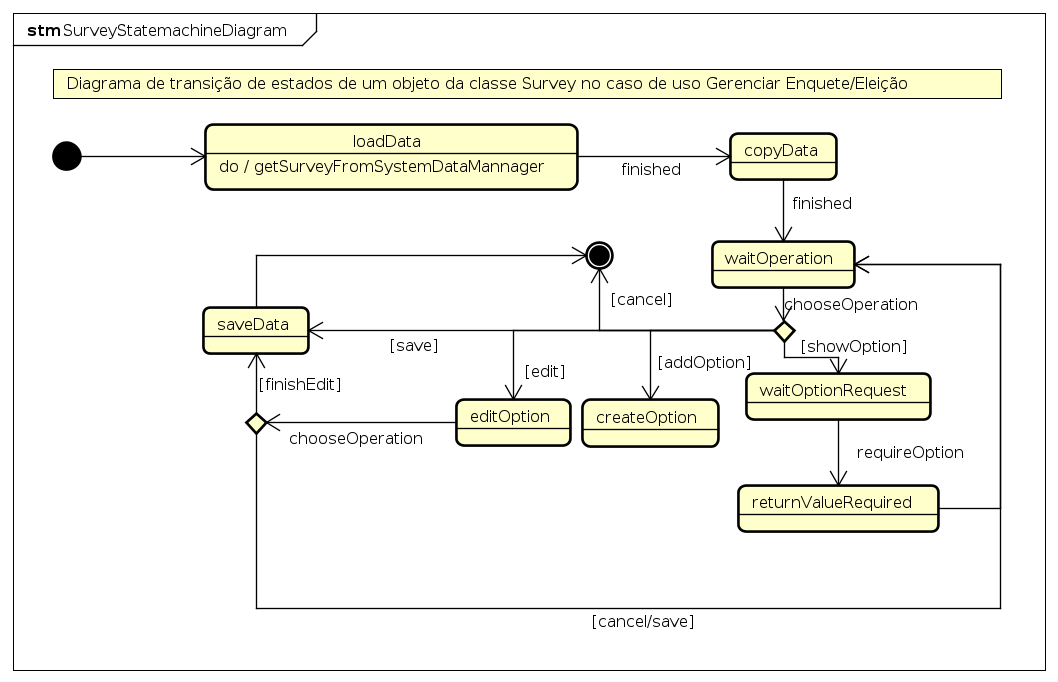 stm SurveyStatemachineDiagram
Diagrama de transição de estados de um objeto da classe Survey no caso de uso Gerenciar Enquete/Eleição
loadData
do / getSurveyFromSystemDataMannager
finished
copyData
finished
waitOperation
chooseOperation
[cancel]
saveData
[save]
[showOption]
[edit]
[addOption]
[finishEdit]
waitOptionRequest
editOption
createOption
chooseOperation
requireOption
returnValueRequired
[cancel/save]